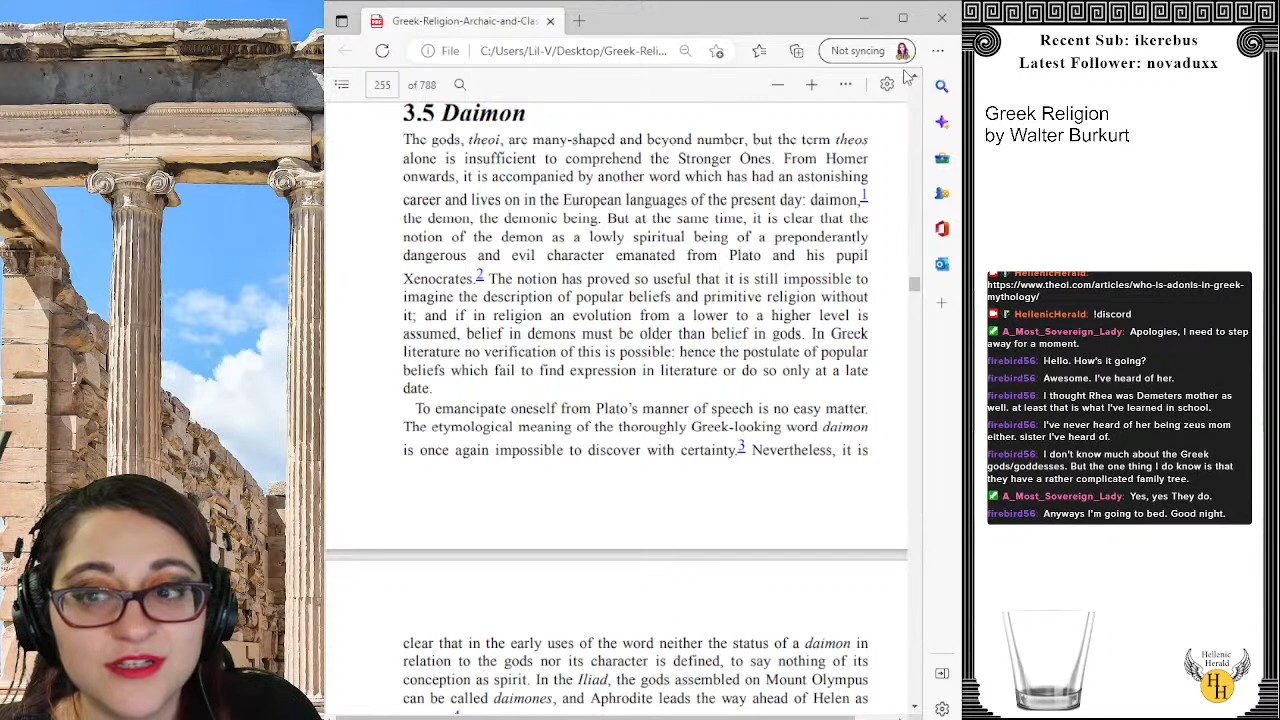 Greek-Religion-Archaic-and-Clas
File
C:/Users/Lil-V/Desktop/Greek-Reli...
Not syncing
255 of 788
3.5 Daimon
The gods, theoi, are many-shaped and beyond number, but the term theos
alone is insufficient to comprehend the Stronger Ones. From Homer
onwards, it is accompanied by another word which has had an astonishing
career and lives on in the European languages of the present day: daimon,1
the demon, the demonic being. But at the same time, it is clear that the
notion of the demon as a lowly spiritual being of a preponderantly
dangerous and evil character emanated from Plato and his pupil
Xenocrates.2 The notion has proved so useful that it is still impossible to
imagine the description of popular beliefs and primitive religion without
it; and if in religion an evolution from a lower to a higher level is
assumed, belief in demons must be older than belief in gods. In Greek
literature no verification of this is possible: hence the postulate of popular
beliefs which fail to find expression in literature or do so only at a late
date.
To emancipate oneself from Plato's manner of speech is no easy matter.
The etymological meaning of the thoroughly Greek-looking word daimon
is once again impossible to discover with certainty.3 Nevertheless, it is
clear that in the early uses of the word neither the status of a daimon in
relation to the gods nor its character is defined, to say nothing of its
conception as spirit. In the Iliad, the gods assembled on Mount Olympus
can be called daimones, and Aphrodite leads the way ahead of Helen as
Recent Sub: ikerebus
Latest Follower: novaduxx
Greek Religion
by Walter Burkurt
HellenicHerald:
https://www.theoi.com/articles/who-is-adonis-in-greek-
mythology/
HellenicHerald: !discord
A_Most_Sovereign_Lady: Apologies, I need to step
away for a moment.
firebird56: Hello. How's it going?
firebird56: Awesome. I've heard of her.
firebird56: I thought Rhea was Demeters mother as
well. at least that is what I've learned in school.
firebird56: I've never heard of her being zeus mom
either. sister I've heard of.
firebird56: I don't know much about the Greek
gods/goddesses. But the one thing I do know is that
they have a rather complicated family tree.
A_Most_Sovereign_Lady: Yes, yes They do.
firebird56: Anyways I'm going to bed. Good night.
Hellenic
Herald
HH